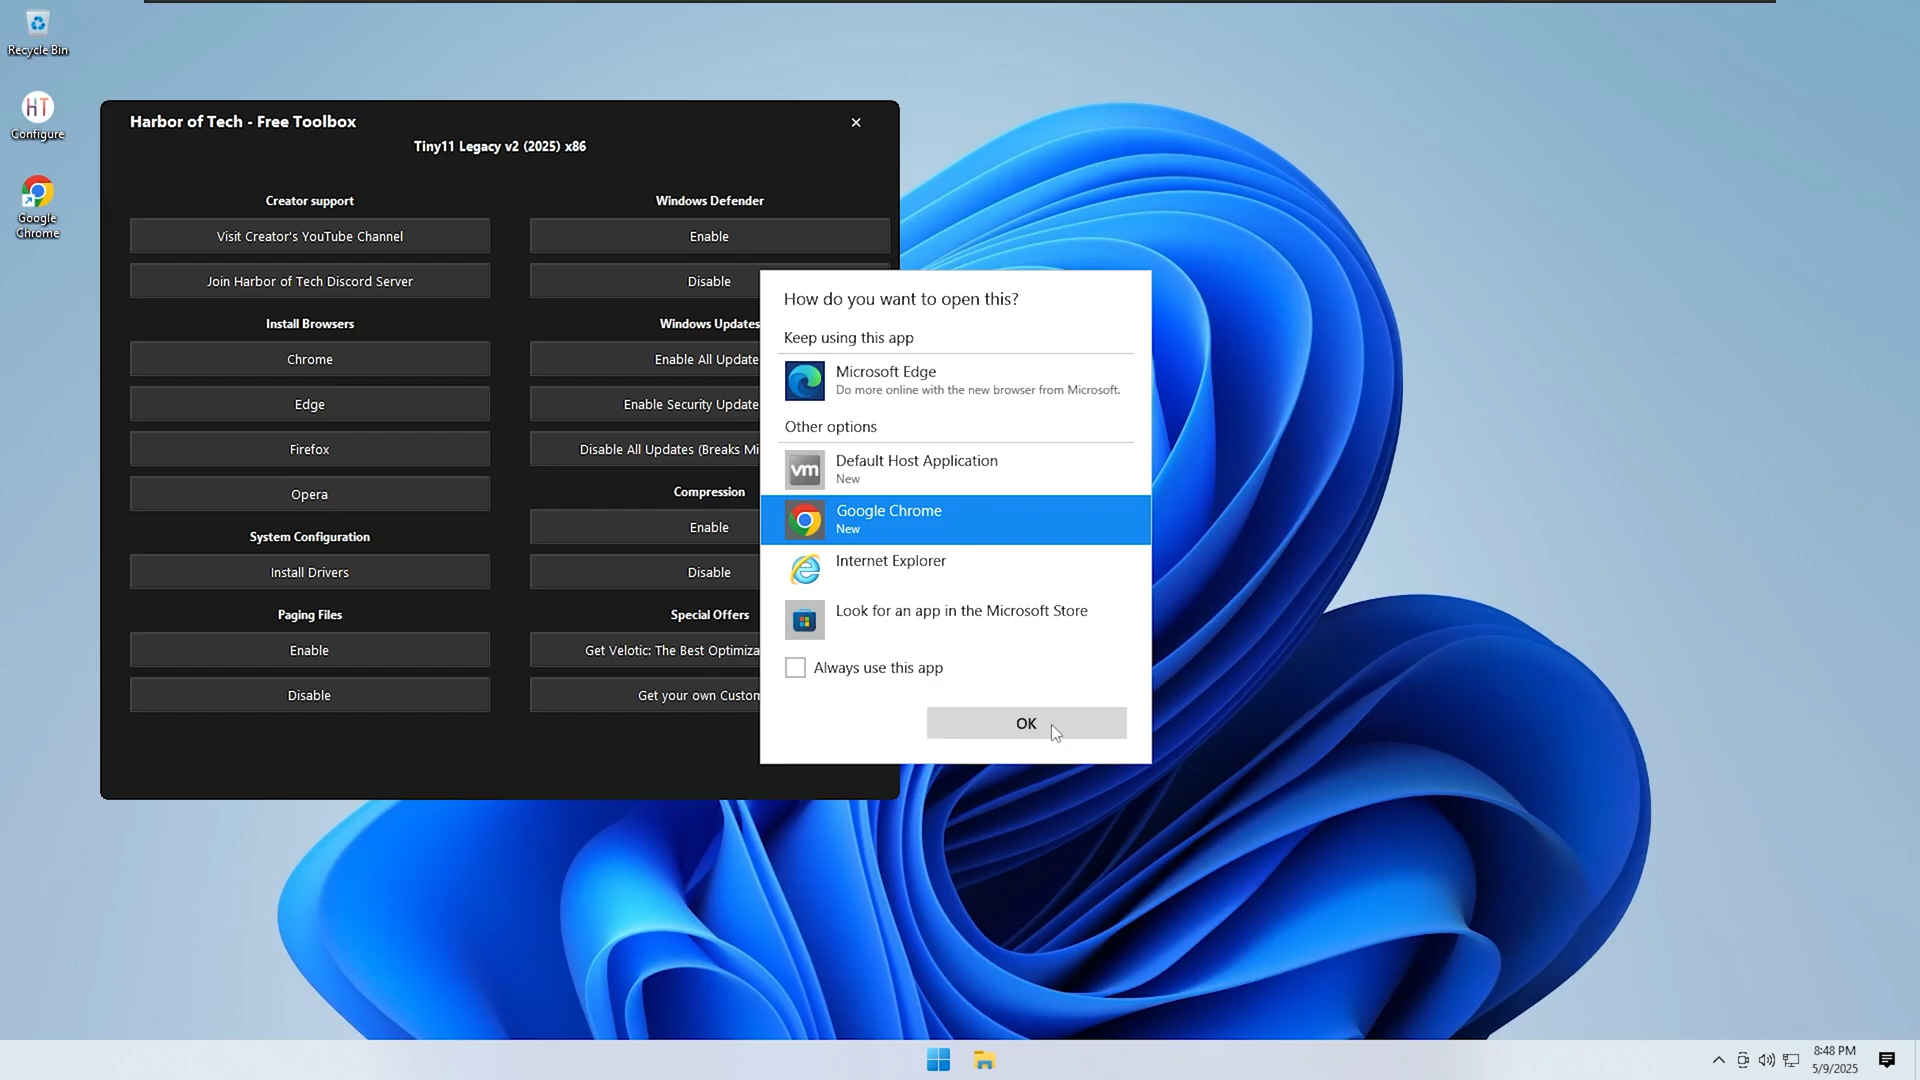 Recycle Bin
HT
Configure
Google
Chrome
Harbor of Tech - Free Toolbox
Tiny11 Legacy v2 (2025) x86
Creator support
Visit Creator's YouTube Channel
Join Harbor of Tech Discord Server
Install Browsers
Chrome
Edge
Firefox
Opera
System Configuration
Install Drivers
Paging Files
Enable
Disable
Windows Defender
Enable
Disable
Windows Updates
Enable All Update
Enable Security Update
Disable All Updates (Breaks Mi
Compression
Enable
Disable
Special Offers
Get Velotic: The Best Optimiza
Get your own Custom
How do you want to open this?
Keep using this app
Microsoft Edge
Do more online with the new browser from Microsoft.
Other options
vm
Default Host Application
New
Google Chrome
New
Internet Explorer
Look for an app in the Microsoft Store
Always use this app
OK
8:48 PM
5/9/2025